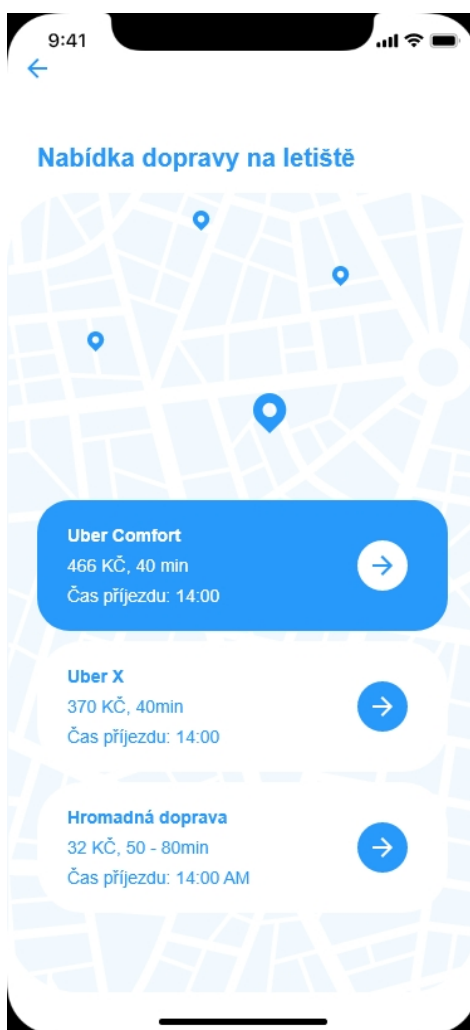 9:41
Nabídka dopravy na letiště
Uber Comfort
466 KČ, 40 min
Čas příjezdu: 14:00
Uber X
370 KČ, 40min
Čas příjezdu: 14:00
Hromadná doprava
32 KČ, 50 - 80min
Čas příjezdu: 14:00 AM